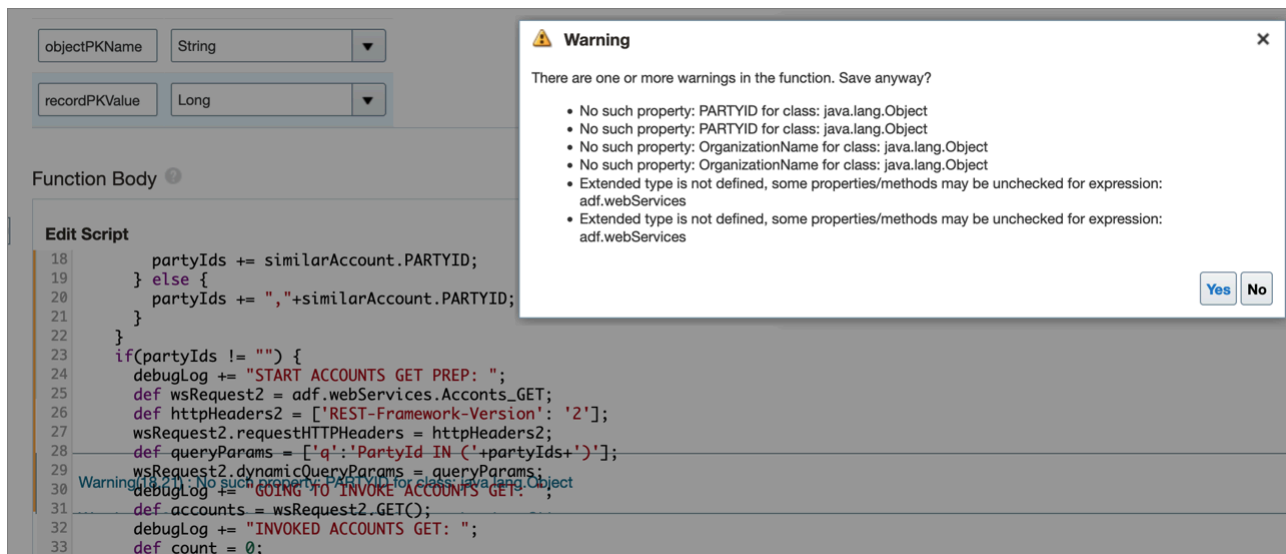 objectPKName String
recordPKValue Long
Warning
There are one or more warnings in the function. Save anyway?
No such property: PARTYID for class: java.lang.Object
No such property: PARTYID for class: java.lang.Object
No such property: OrganizationName for class: java.lang.Object
No such property: OrganizationName for class: java.lang.Object
Extended type is not defined, some properties/methods may be unchecked for expression:
adf.webServices
Extended type is not defined, some properties/methods may be unchecked for expression:
adf.webServices
Yes No
Function Body
Edit Script
18 partyIds += similarAccount.PARTYID;
19 } else {
20 partyIds += ","+similarAccount.PARTYID;
21 }
22 }
23 if(partyIds != "") {
24 debugLog += "START ACCOUNTS GET PREP: ";
25 def wsRequest2 = adf.webServices.Acconts_GET;
26 def httpHeaders2 = ['REST-Framework-Version': '2'];
27 wsRequest2.requestHTTPHeaders = httpHeaders2;
28 def queryParams = ['q':'PartyId IN ('+partyIds+')'];
29 wsRequest2.dynamicQueryParams = queryParams;
Warning(18,21) : No such property: PARTYID for class: java.lang.Object
30 debugLog += "GOING TO INVOKE ACCOUNTS GET: ";
31 def accounts = wsRequest2.GET();
32 debugLog += "INVOKED ACCOUNTS GET: ";
33 def count = 0;